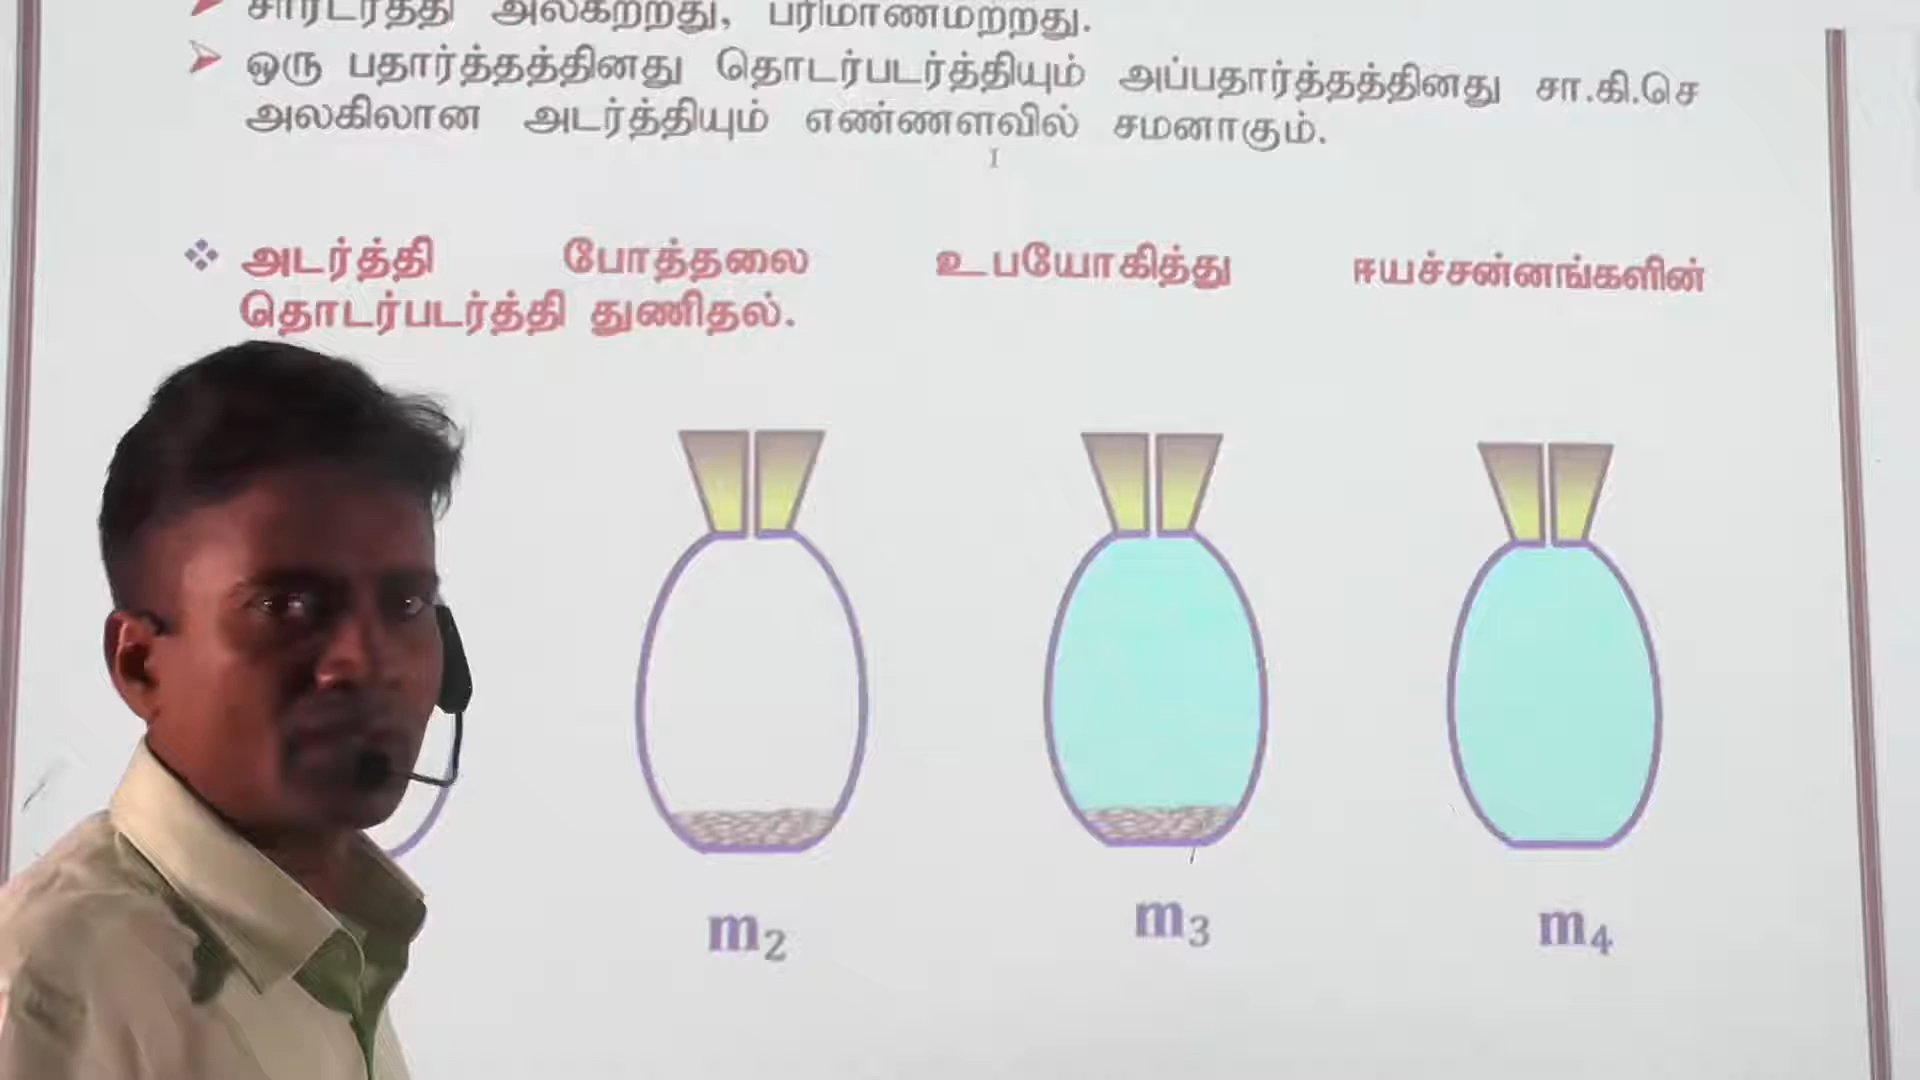 சாரடர்த்தி அலகற்றது, பரிமாணமற்றது.
ஒரு பதார்த்தத்தினது தொடர்படர்த்தியும் அப்பதார்த்தத்தினது சா.கி.செ
அலகிலான அடர்த்தியும் எண்ணளவில் சமனாகும்.
அடர்த்தி போத்தலை உபயோகித்து ஈயச்சன்னங்களின்
தொடர்படர்த்தி துணிதல்.
m₂ m₃ m₄